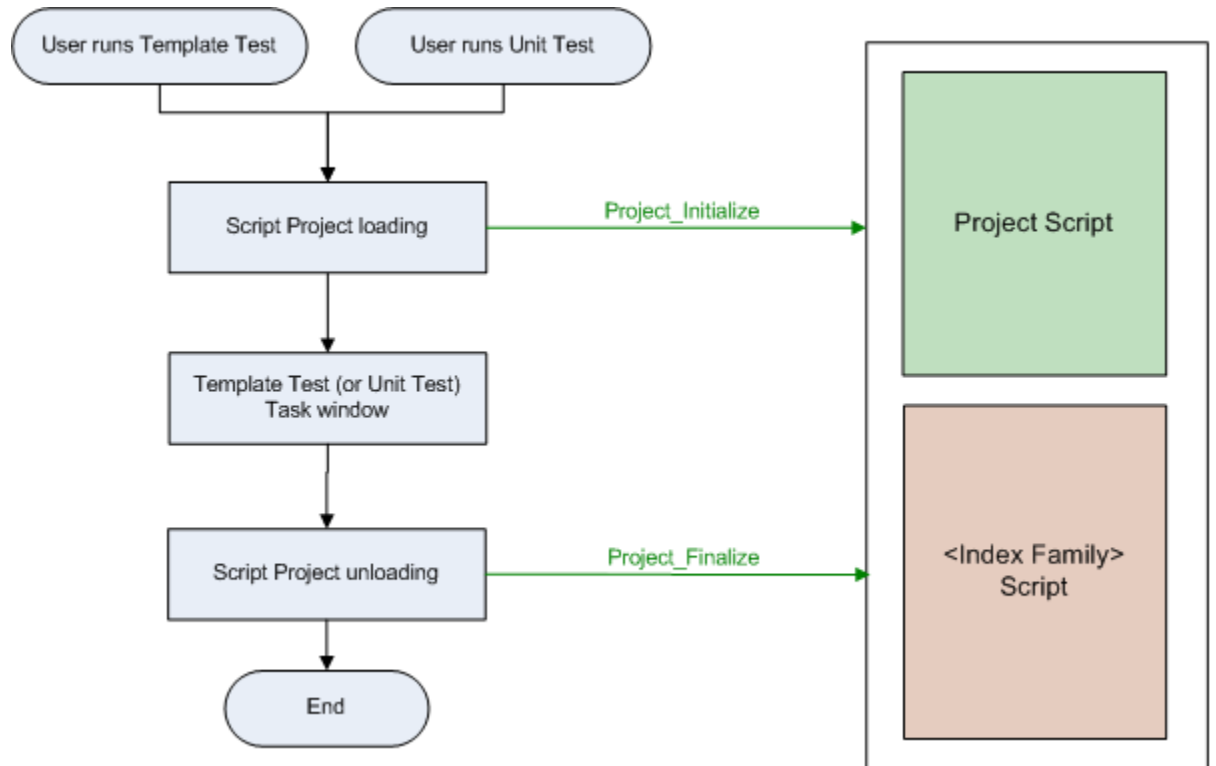 User runs Template Test
User runs Unit Test
Script Project loading
Project_Initialize
Project Script
Template Test (or Unit Test)
Task window
Script Project unloading
Project_Finalize
<Index Family>
Script
End